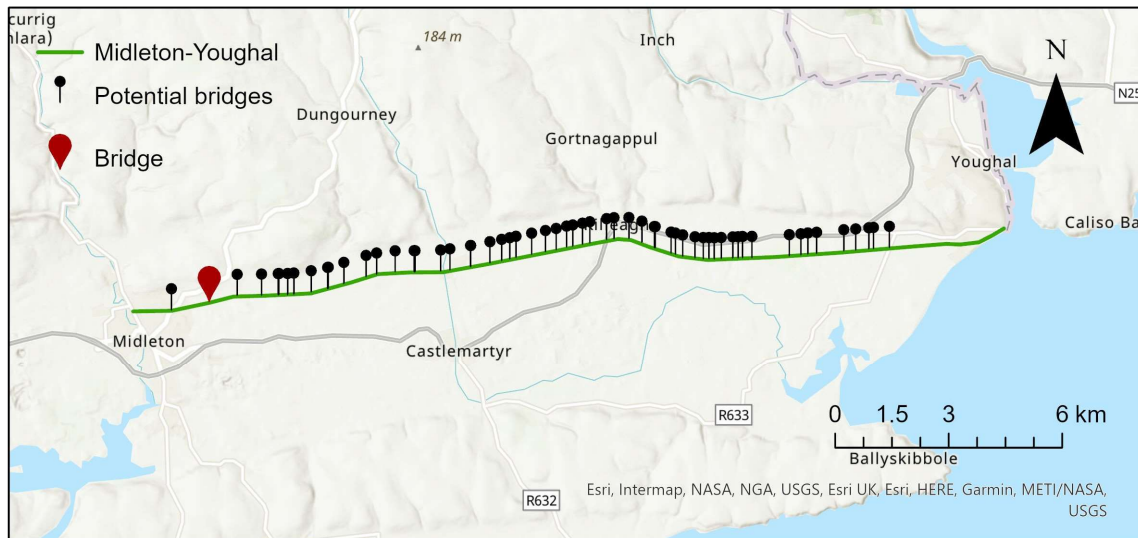 currig
nlara)
Midleton-Youghal
Potential bridges
Bridge
184 m
Inch
Dungourney
Gortnagappul
N
N25
Youghal
Caliso Ba
Midleton
Castlemartyr
R633
0 1.5 3 6 km
Ballyskibbole
R632
Esri, Intermap, NASA, NGA, USGS, Esri UK, Esri, HERE, Garmin, METI/NASA,
USGS